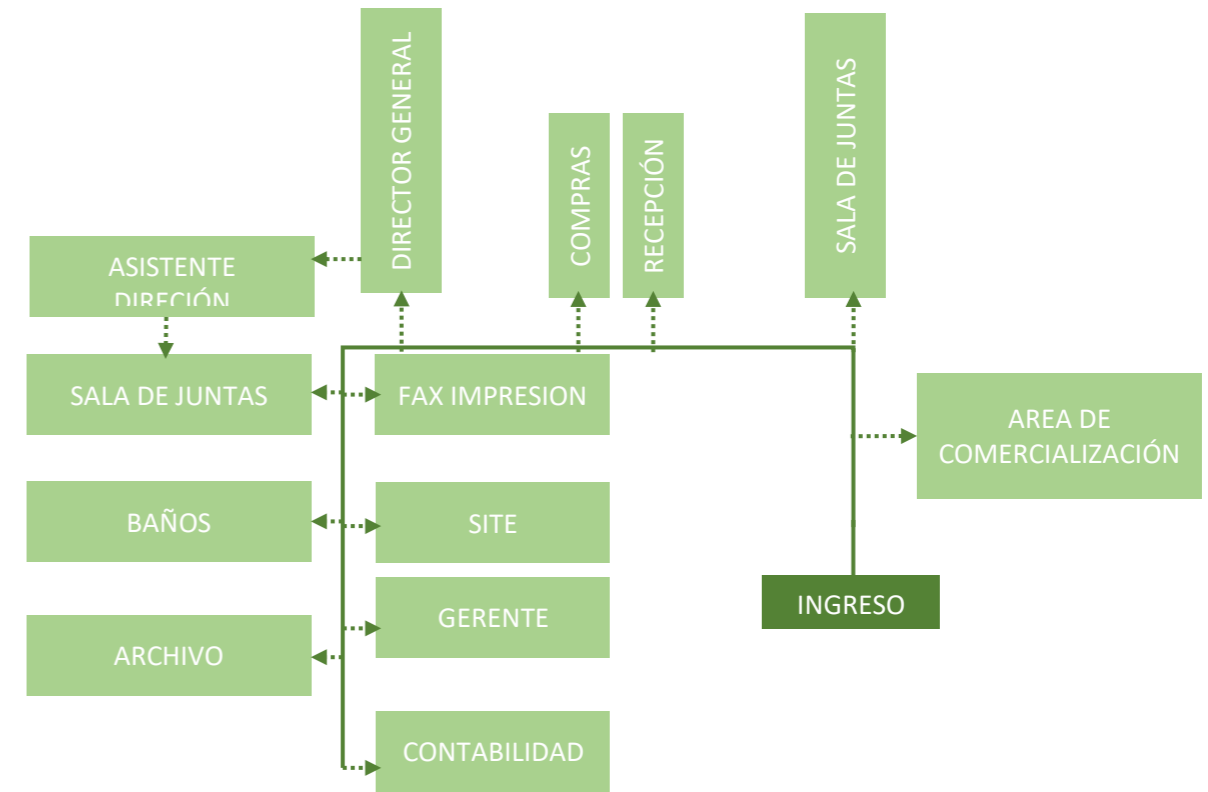 DIRECTOR GENERAL
COMPRAS
RECEPCIÓN
SALA DE JUNTAS
ASISTENTE
DIRECIÓN
SALA DE JUNTAS
FAX IMPRESION
AREA DE
COMERCIALIZACIÓN
BAÑOS
SITE
INGRESO
GERENTE
ARCHIVO
CONTABILIDAD